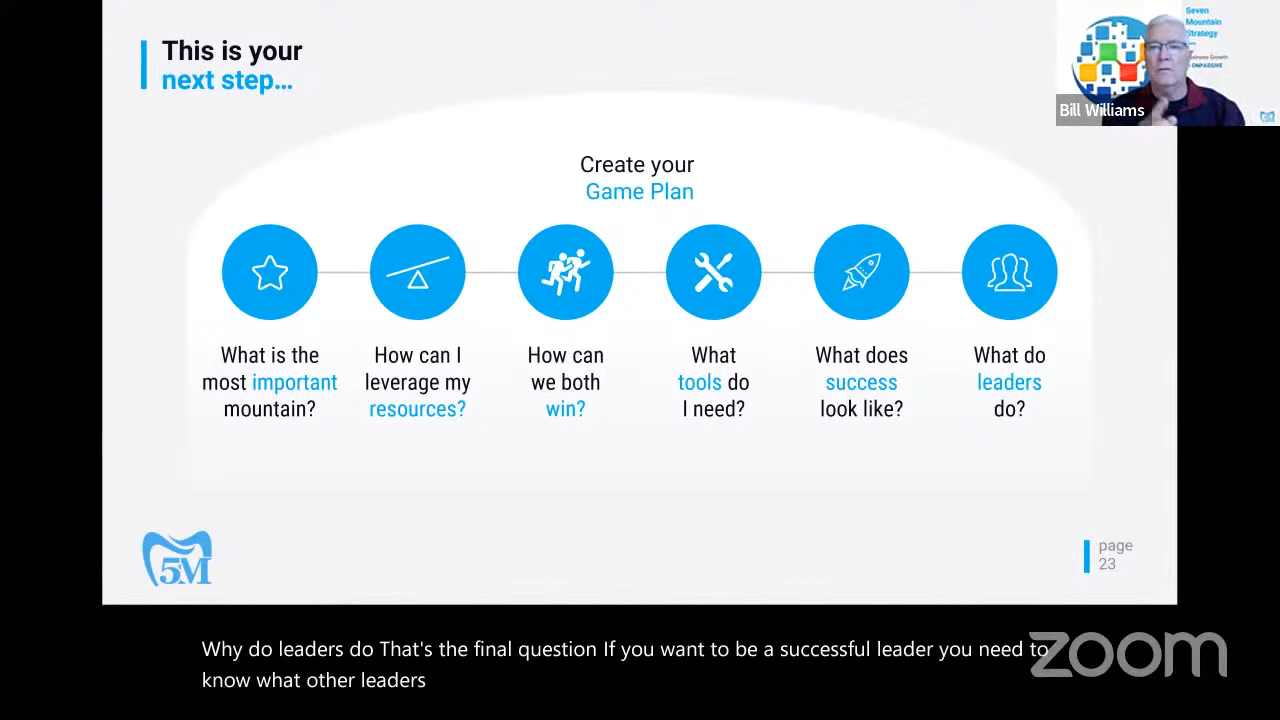 This is your
next step...
Seven
Mountain
Strategy
Bill Williams
ONPASSIVE
Create your
Game Plan
What is the
most important
mountain?
How can I
leverage my
resources?
How can
we both
win?
What
tools do
I need?
What does
success
look like?
What do
leaders
do?
5M
page
23
Why do leaders do That's the final question If you want to be a successful leader you need to
know what other leaders
zoom